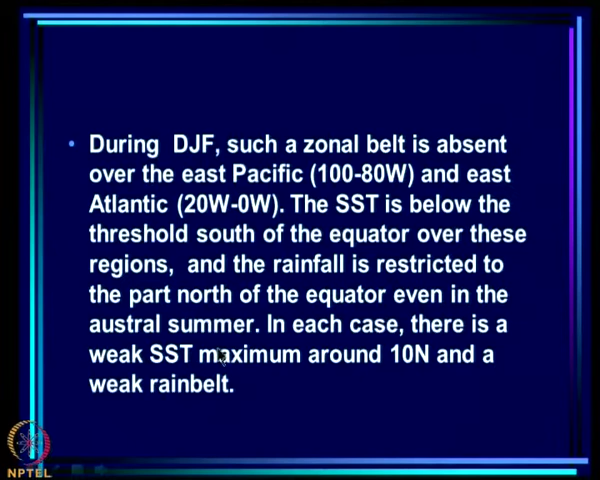 • During DJF, such a zonal belt is absent
over the east Pacific (100-80W) and east
Atlantic (20W-0W). The SST is below the
threshold south of the equator over these
regions, and the rainfall is restricted to
the part north of the equator even in the
austral summer. In each case, there is a
weak SST maximum around 10N and a
weak rainbelt.
NPTEL